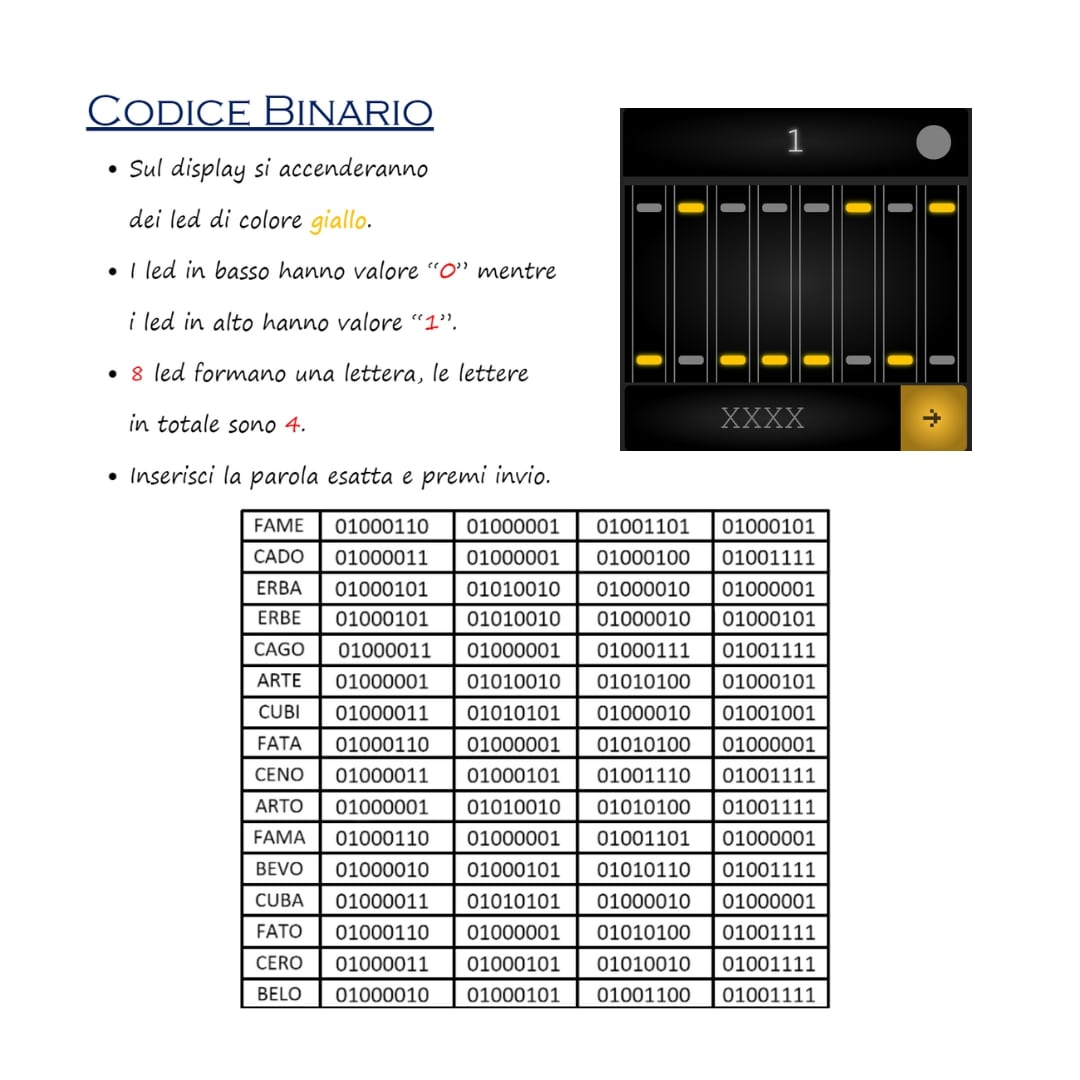 CODICE BINARIO
• Sul display si accenderanno
dei led di colore giallo.
• I led in basso hanno valore “0” mentre
i led in alto hanno valore “1”.
• 8 led formano una lettera, le lettere
in totale sono 4.
• Inserisci la parola esatta e premi invio.
1
XXXX →
FAME 01000110 01000001 01001101 01000101
CADO 01000011 01000001 01000100 01001111
ERBA 01000101 01010010 01000010 01000001
ERBE 01000101 01010010 01000010 01000101
CAGO 01000011 01000001 01000111 01001111
ARTE 01000001 01010010 01010100 01000101
CUBI 01000011 01010101 01000010 01001001
FATA 01000110 01000001 01010100 01000001
CENO 01000011 01000101 01001110 01001111
ARTO 01000001 01010010 01010100 01001111
FAMA 01000110 01000001 01001101 01000001
BEVO 01000010 01000101 01010110 01001111
CUBA 01000011 01010101 01000010 01000001
FATO 01000110 01000001 01010100 01001111
CERO 01000011 01000101 01010010 01001111
BELO 01000010 01000101 01001100 01001111